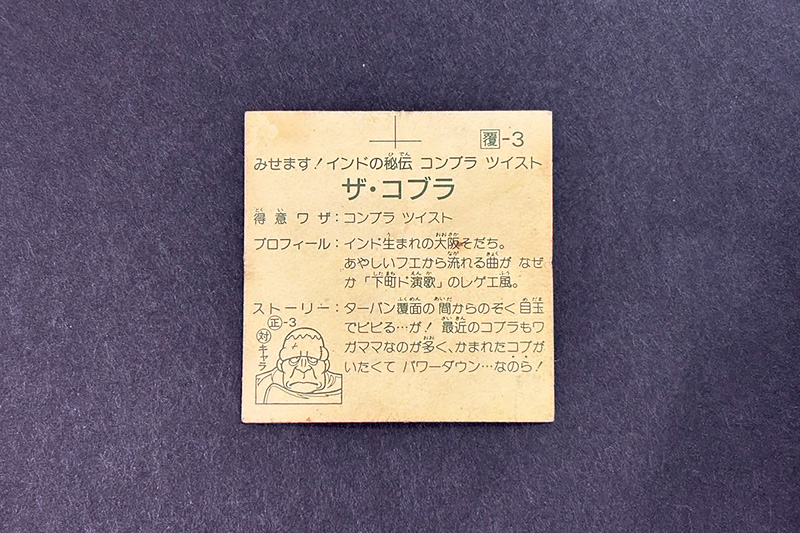 覆-3
みせます!インドの秘伝 コンブラ ツイスト
ザ・コブラ
得意ワザ:コンブラ ツイスト
プロフィール:インド生まれの大阪そだち。
あやしいフエから流れる曲が なぜ
か「下町ド・演歌」のレゲエ風。
ストーリー:ターバン覆面の間からのぞく目玉
でビビる…が! 最近のコブラもワ
ガママなのが多く、かまれたコブが
いたくて パワーダウン…なのら!
正-3
対キャラ